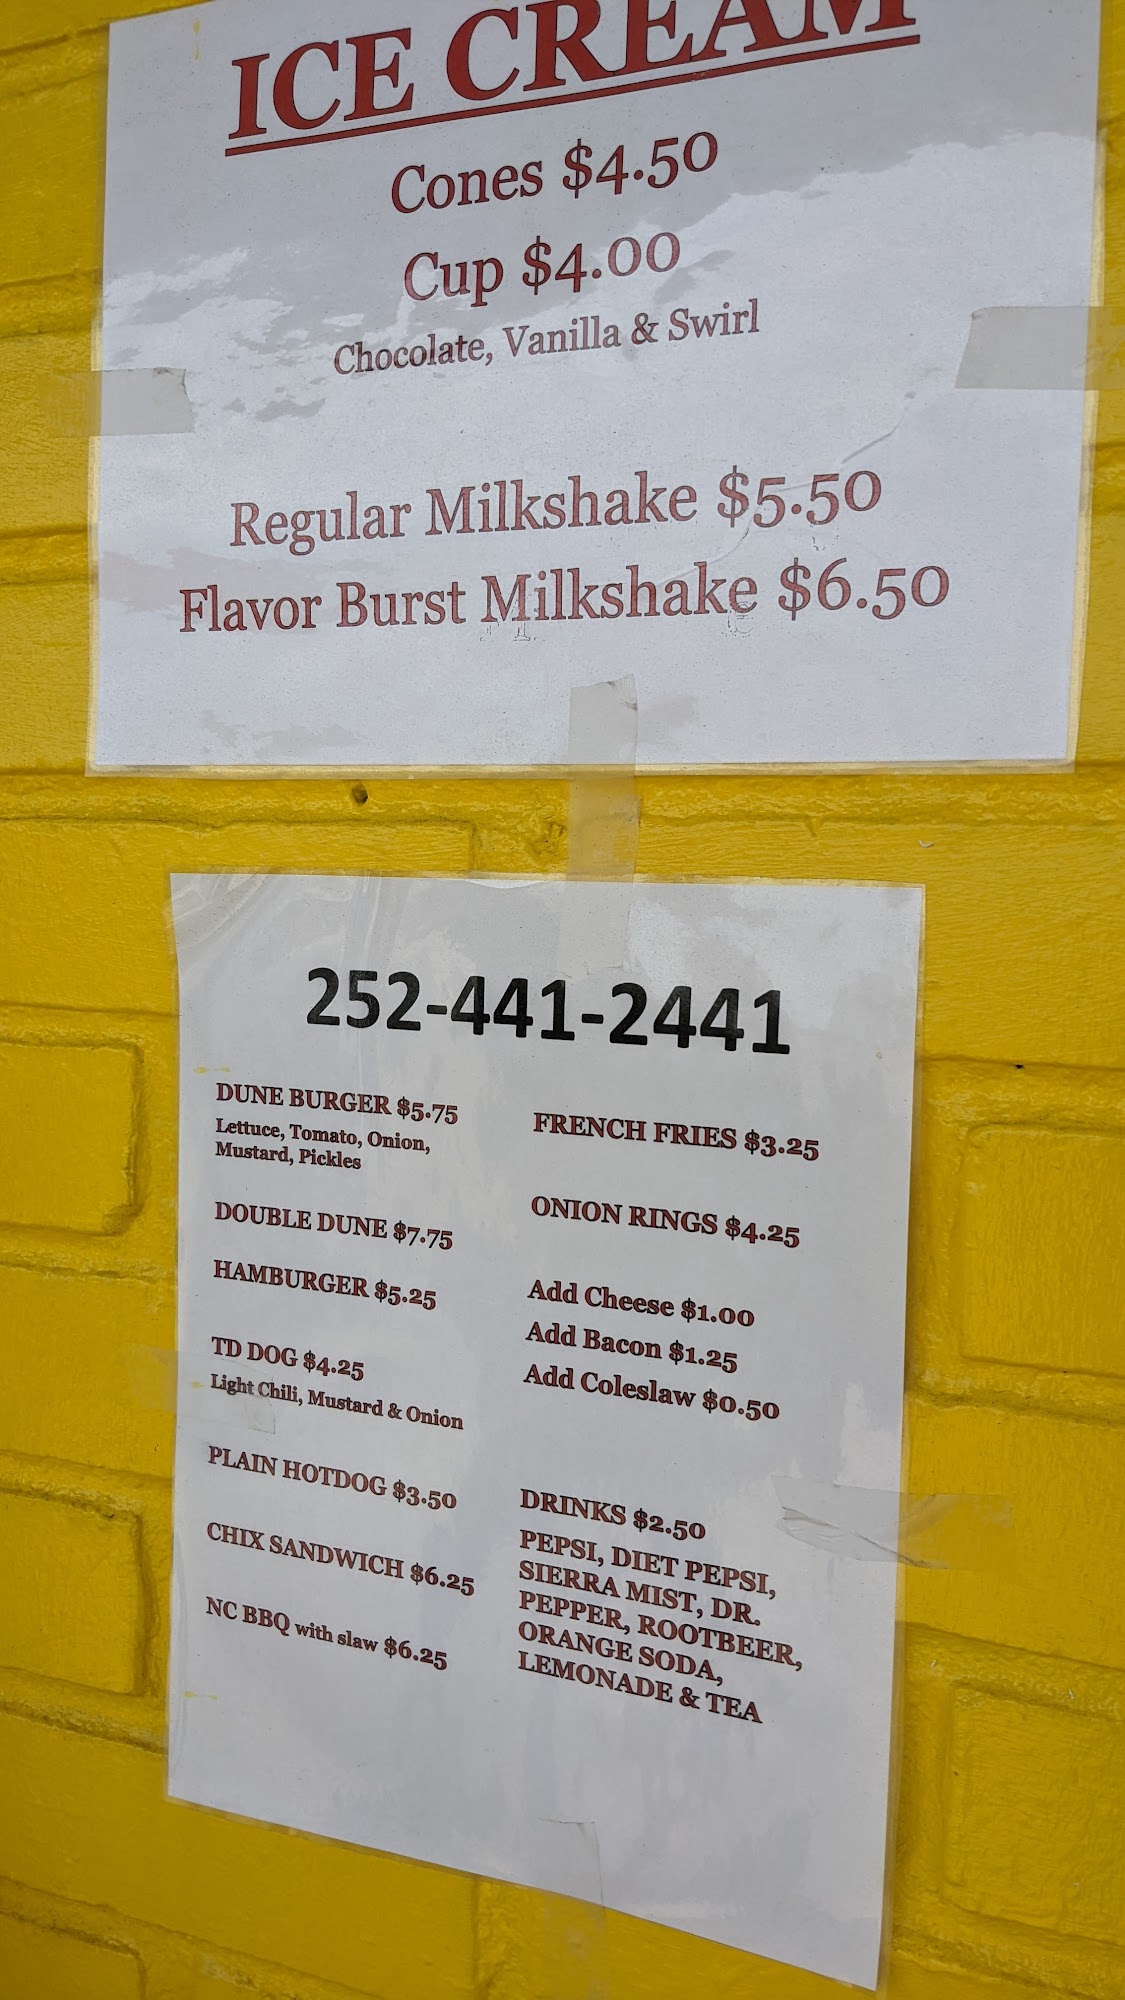 ICE CREAM
Cones $4.50
Cup $4.00
Chocolate, Vanilla & Swirl
Regular Milkshake $5.50
Flavor Burst Milkshake $6.50
252-441-2441
DUNE BURGER $5.75
Lettuce, Tomato, Onion,
Mustard, Pickles
DOUBLE DUNE $7.75
HAMBURGER $5.25
TD DOG $4.25
Light Chili, Mustard & Onion
PLAIN HOTDOG $3.50
CHIX SANDWICH $6.25
NC BBQ with slaw $6.25
FRENCH FRIES $3.25
ONION RINGS $4.25
Add Cheese $1.00
Add Bacon $1.25
Add Coleslaw $0.50
DRINKS $2.50
PEPSI, DIET PEPSI,
SIERRA MIST, DR.
PEPPER, ROOTBEER,
ORANGE SODA,
LEMONADE & TEA